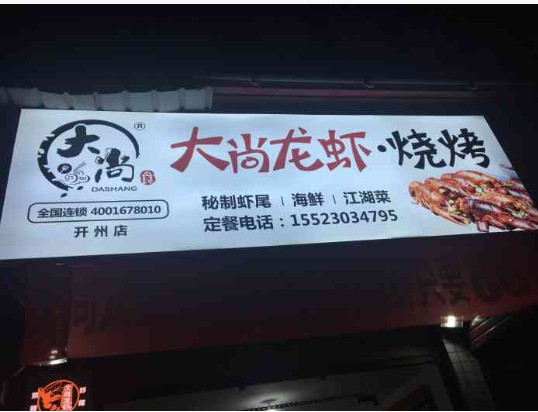 大尚
®
DASHANG
全国连锁 4001678010
开州店
大尚龙虾·烧烤
秘制虾尾 | 海鲜 | 江湖菜
定餐电话：15523034795